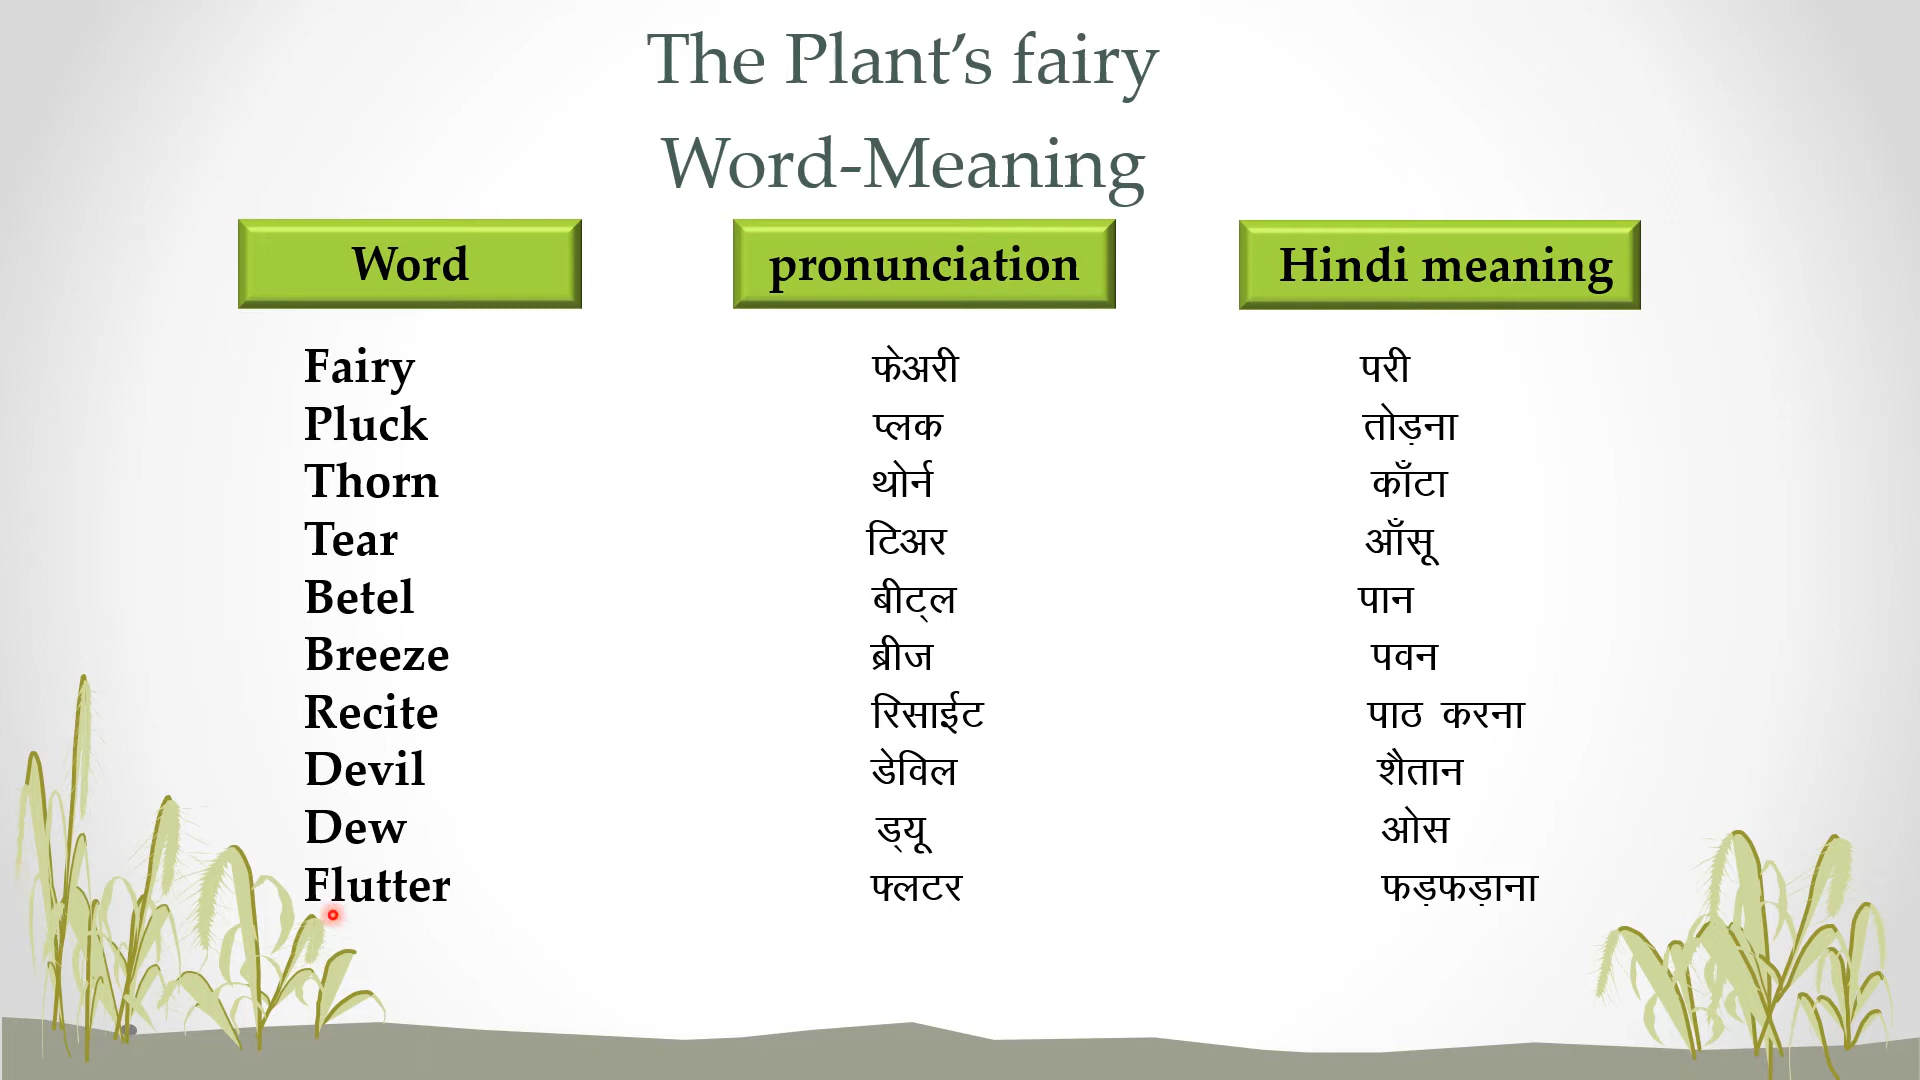 The Plant’s fairy
Word-Meaning
Word pronunciation Hindi meaning
Fairy फेअरी परी
Pluck प्लक तोड़ना
Thorn थोर्न काँटा
Tear टिअर आँसू
Betel बीट्ल पान
Breeze ब्रीज पवन
Recite रिसाईट पाठ करना
Devil डेविल शैतान
Dew ड्यू ओस
Flutter फ्लटर फड़फड़ाना